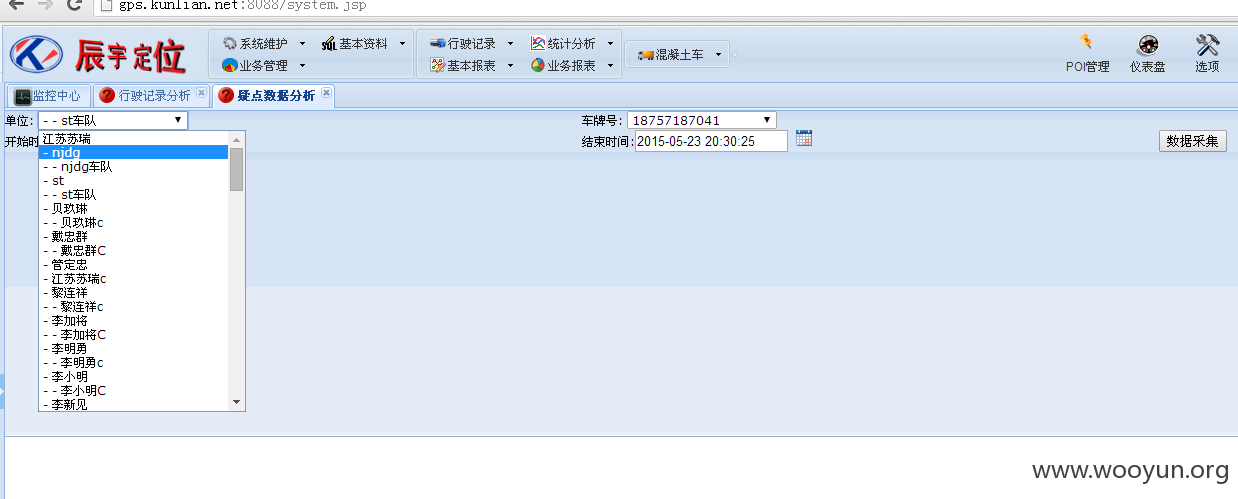 gps.kunlian.net:8088/system.jsp
辰宇定位
系统维护 SQL 基本资料 行驶记录 统计分析 混凝土车 POI管理 仪表盘 选项
业务管理 基本报表 业务报表
监控中心 行驶记录分析 疑点数据分析
单位: - - st车队 车牌号: 18757187041
开始时 结束时间: 2015-05-23 20:30:25 数据采集
江苏苏瑞
- njdg
- - njdg车队
- st
- - st车队
- 贝玖琳
- - 贝玖琳c
- 戴忠群
- - 戴忠群C
- 管定忠
- 江苏苏瑞c
- 黎连祥
- - 黎连祥c
- 李加将
- - 李加将C
- 李明勇
- - 李明勇c
- 李小明
- - 李小明C
- 李新见
www.wooyun.org